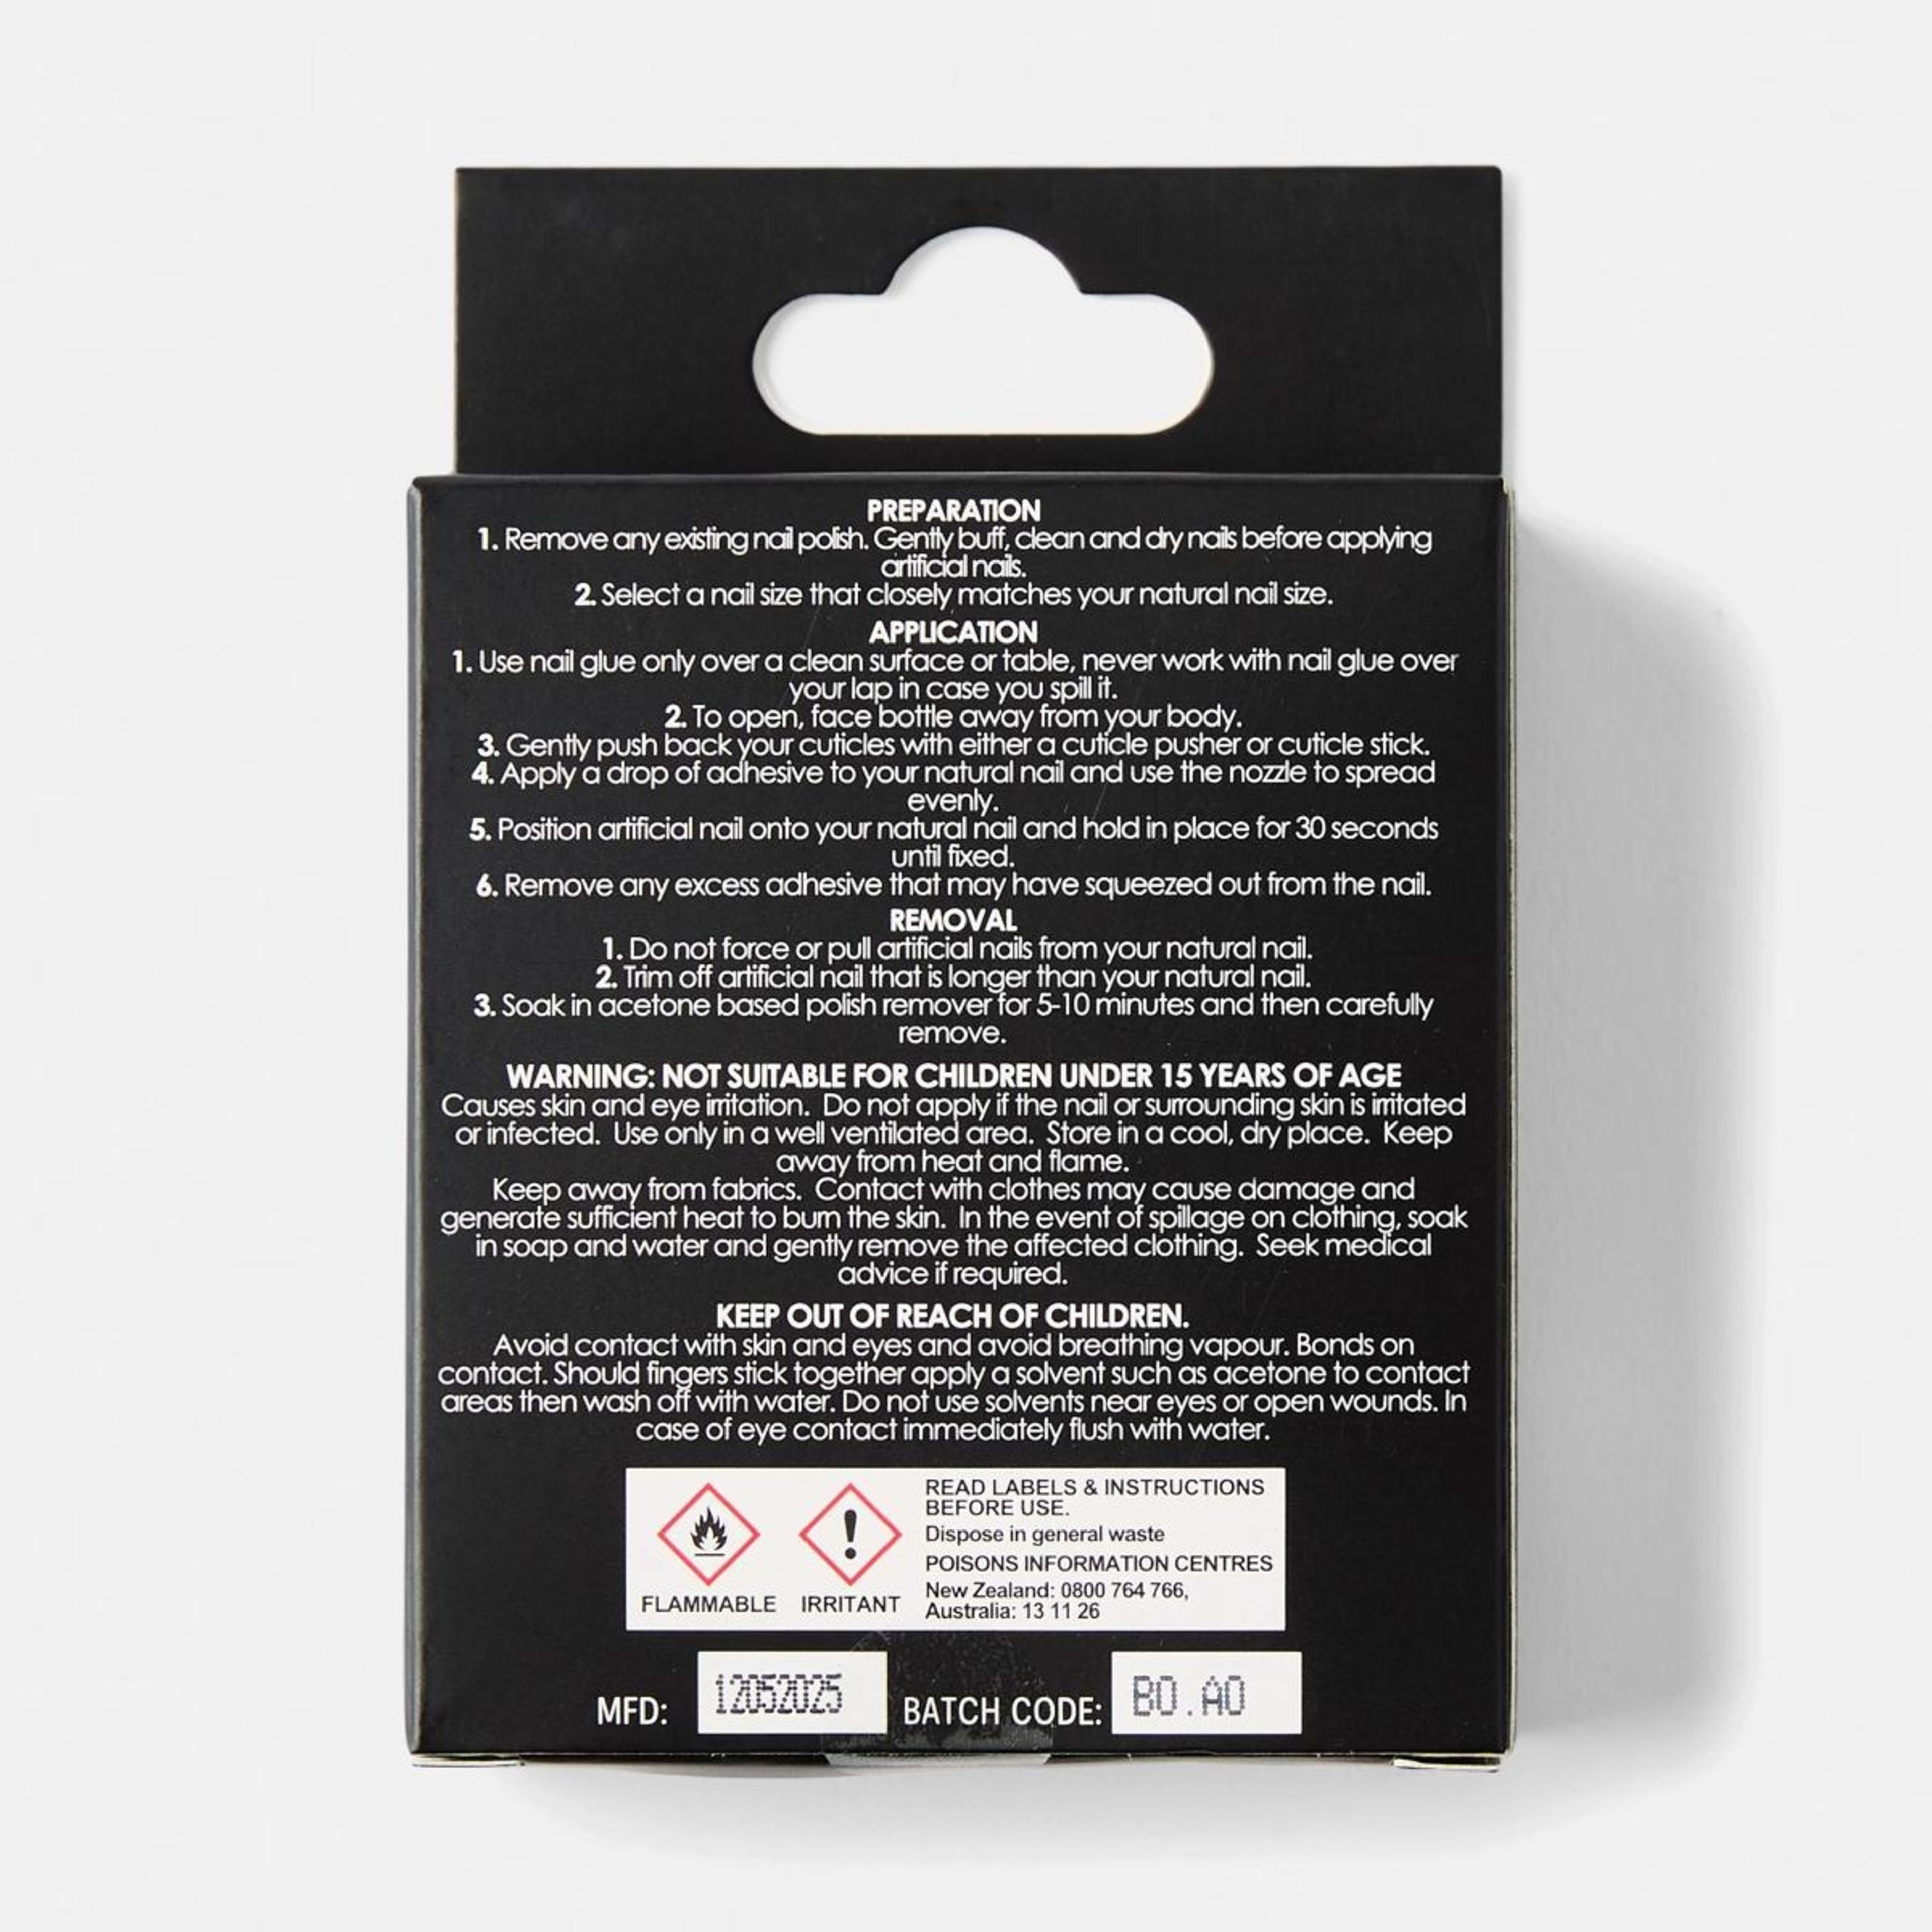 PREPARATION
1. Remove any existing nail polish. Gently buff, clean and dry nails before applying
artificial nails.
2. Select a nail size that closely matches your natural nail size.
APPLICATION
1. Use nail glue only over a clean surface or table, never work with nail glue over
your lap in case you spill it.
2. To open, face bottle away from your body.
3. Gently push back your cuticles with either a cuticle pusher or cuticle stick.
4. Apply a drop of adhesive to your natural nail and use the nozzle to spread
evenly.
5. Position artificial nail onto your natural nail and hold in place for 30 seconds
until fixed.
6. Remove any excess adhesive that may have squeezed out from the nail.
REMOVAL
1. Do not force or pull artificial nails from your natural nail.
2. Trim off artificial nail that is longer than your natural nail.
3. Soak in acetone based polish remover for 5-10 minutes and then carefully
remove.
WARNING: NOT SUITABLE FOR CHILDREN UNDER 15 YEARS OF AGE
Causes skin and eye irritation. Do not apply if the nail or surrounding skin is irritated
or infected. Use only in a well ventilated area. Store in a cool, dry place. Keep
away from heat and flame.
Keep away from fabrics. Contact with clothes may cause damage and
generate sufficient heat to burn the skin. In the event of spillage on clothing, soak
in soap and water and gently remove the affected clothing. Seek medical
advice if required.
KEEP OUT OF REACH OF CHILDREN.
Avoid contact with skin and eyes and avoid breathing vapour. Bonds on
contact. Should fingers stick together apply a solvent such as acetone to contact
areas then wash off with water. Do not use solvents near eyes or open wounds. In
case of eye contact immediately flush with water.
FLAMMABLE IRRITANT
READ LABELS & INSTRUCTIONS
BEFORE USE.
Dispose in general waste
POISONS INFORMATION CENTRES
New Zealand: 0800 764 766,
Australia: 13 11 26
MFD: 12052025 BATCH CODE: BO.AO